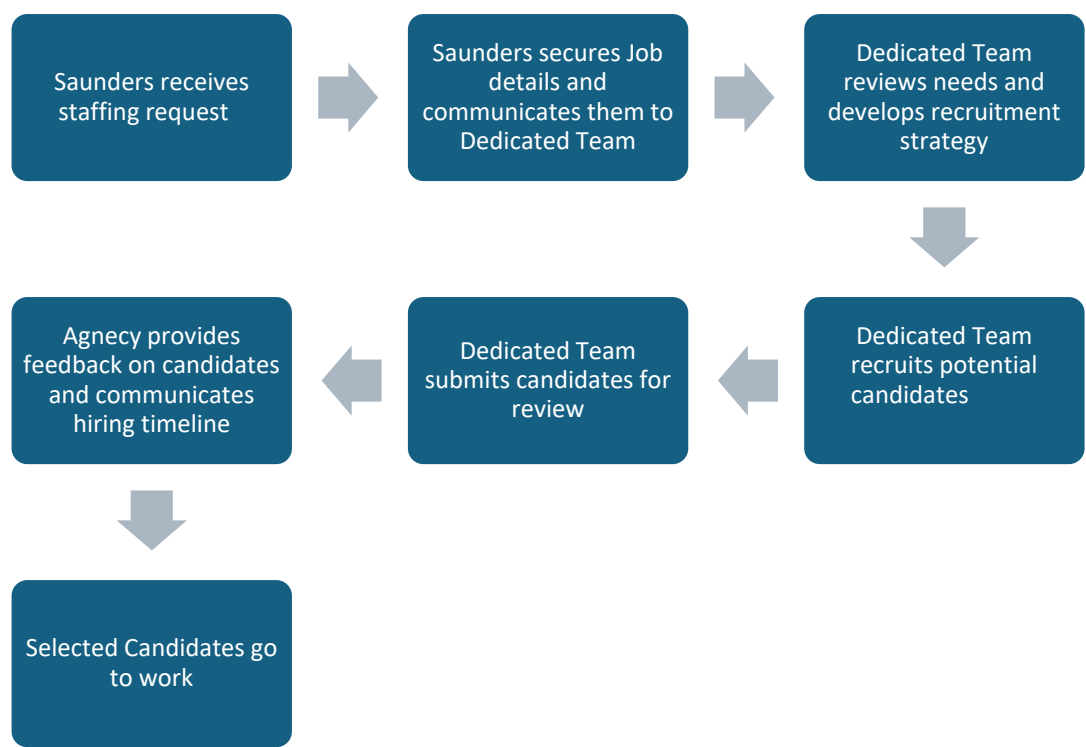 Saunders receives
staffing request
Saunders secures Job
details and
communicates them to
Dedicated Team
Dedicated Team
reviews needs and
develops recruitment
strategy
Dedicated Team
recruits potential
candidates
Dedicated Team
submits candidates for
review
Agnecy provides
feedback on candidates
and communicates
hiring timeline
Selected Candidates go
to work